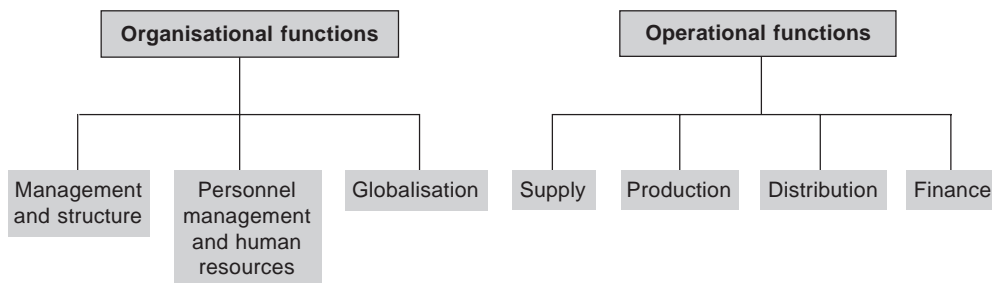 Organisational functions
Operational functions
Management
and structure
Personnel
management
and human
resources
Globalisation
Supply
Production
Distribution
Finance